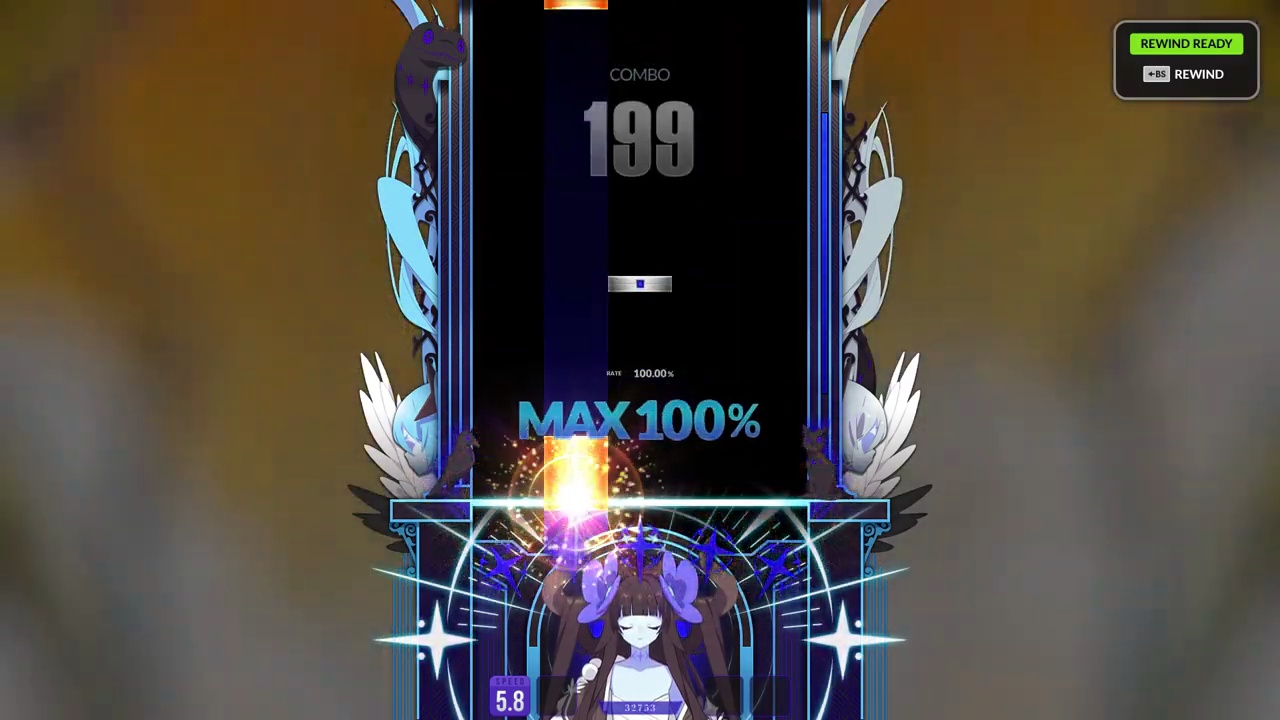 REWIND READY
←BS REWIND
COMBO
199
RATE 100.00%
MAX 100%
SPEED
5.8
32753